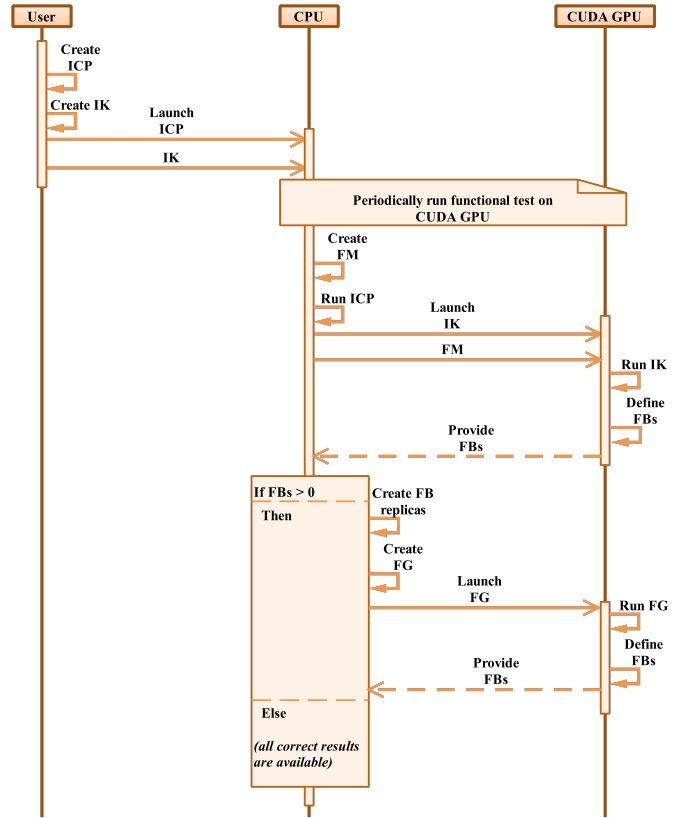 User
CPU
CUDA GPU
Create
ICP
Create IK
Launch
ICP
IK
Periodically run functional test on
CUDA GPU
Create
FM
Run ICP
Launch
IK
FM
Run IK
Define
FBs
Provide
FBs
If FBs > 0
Then
Create FB
replicas
Create
FG
Launch
FG
Run FG
Define
FBs
Provide
FBs
Else
(all correct results
are available)